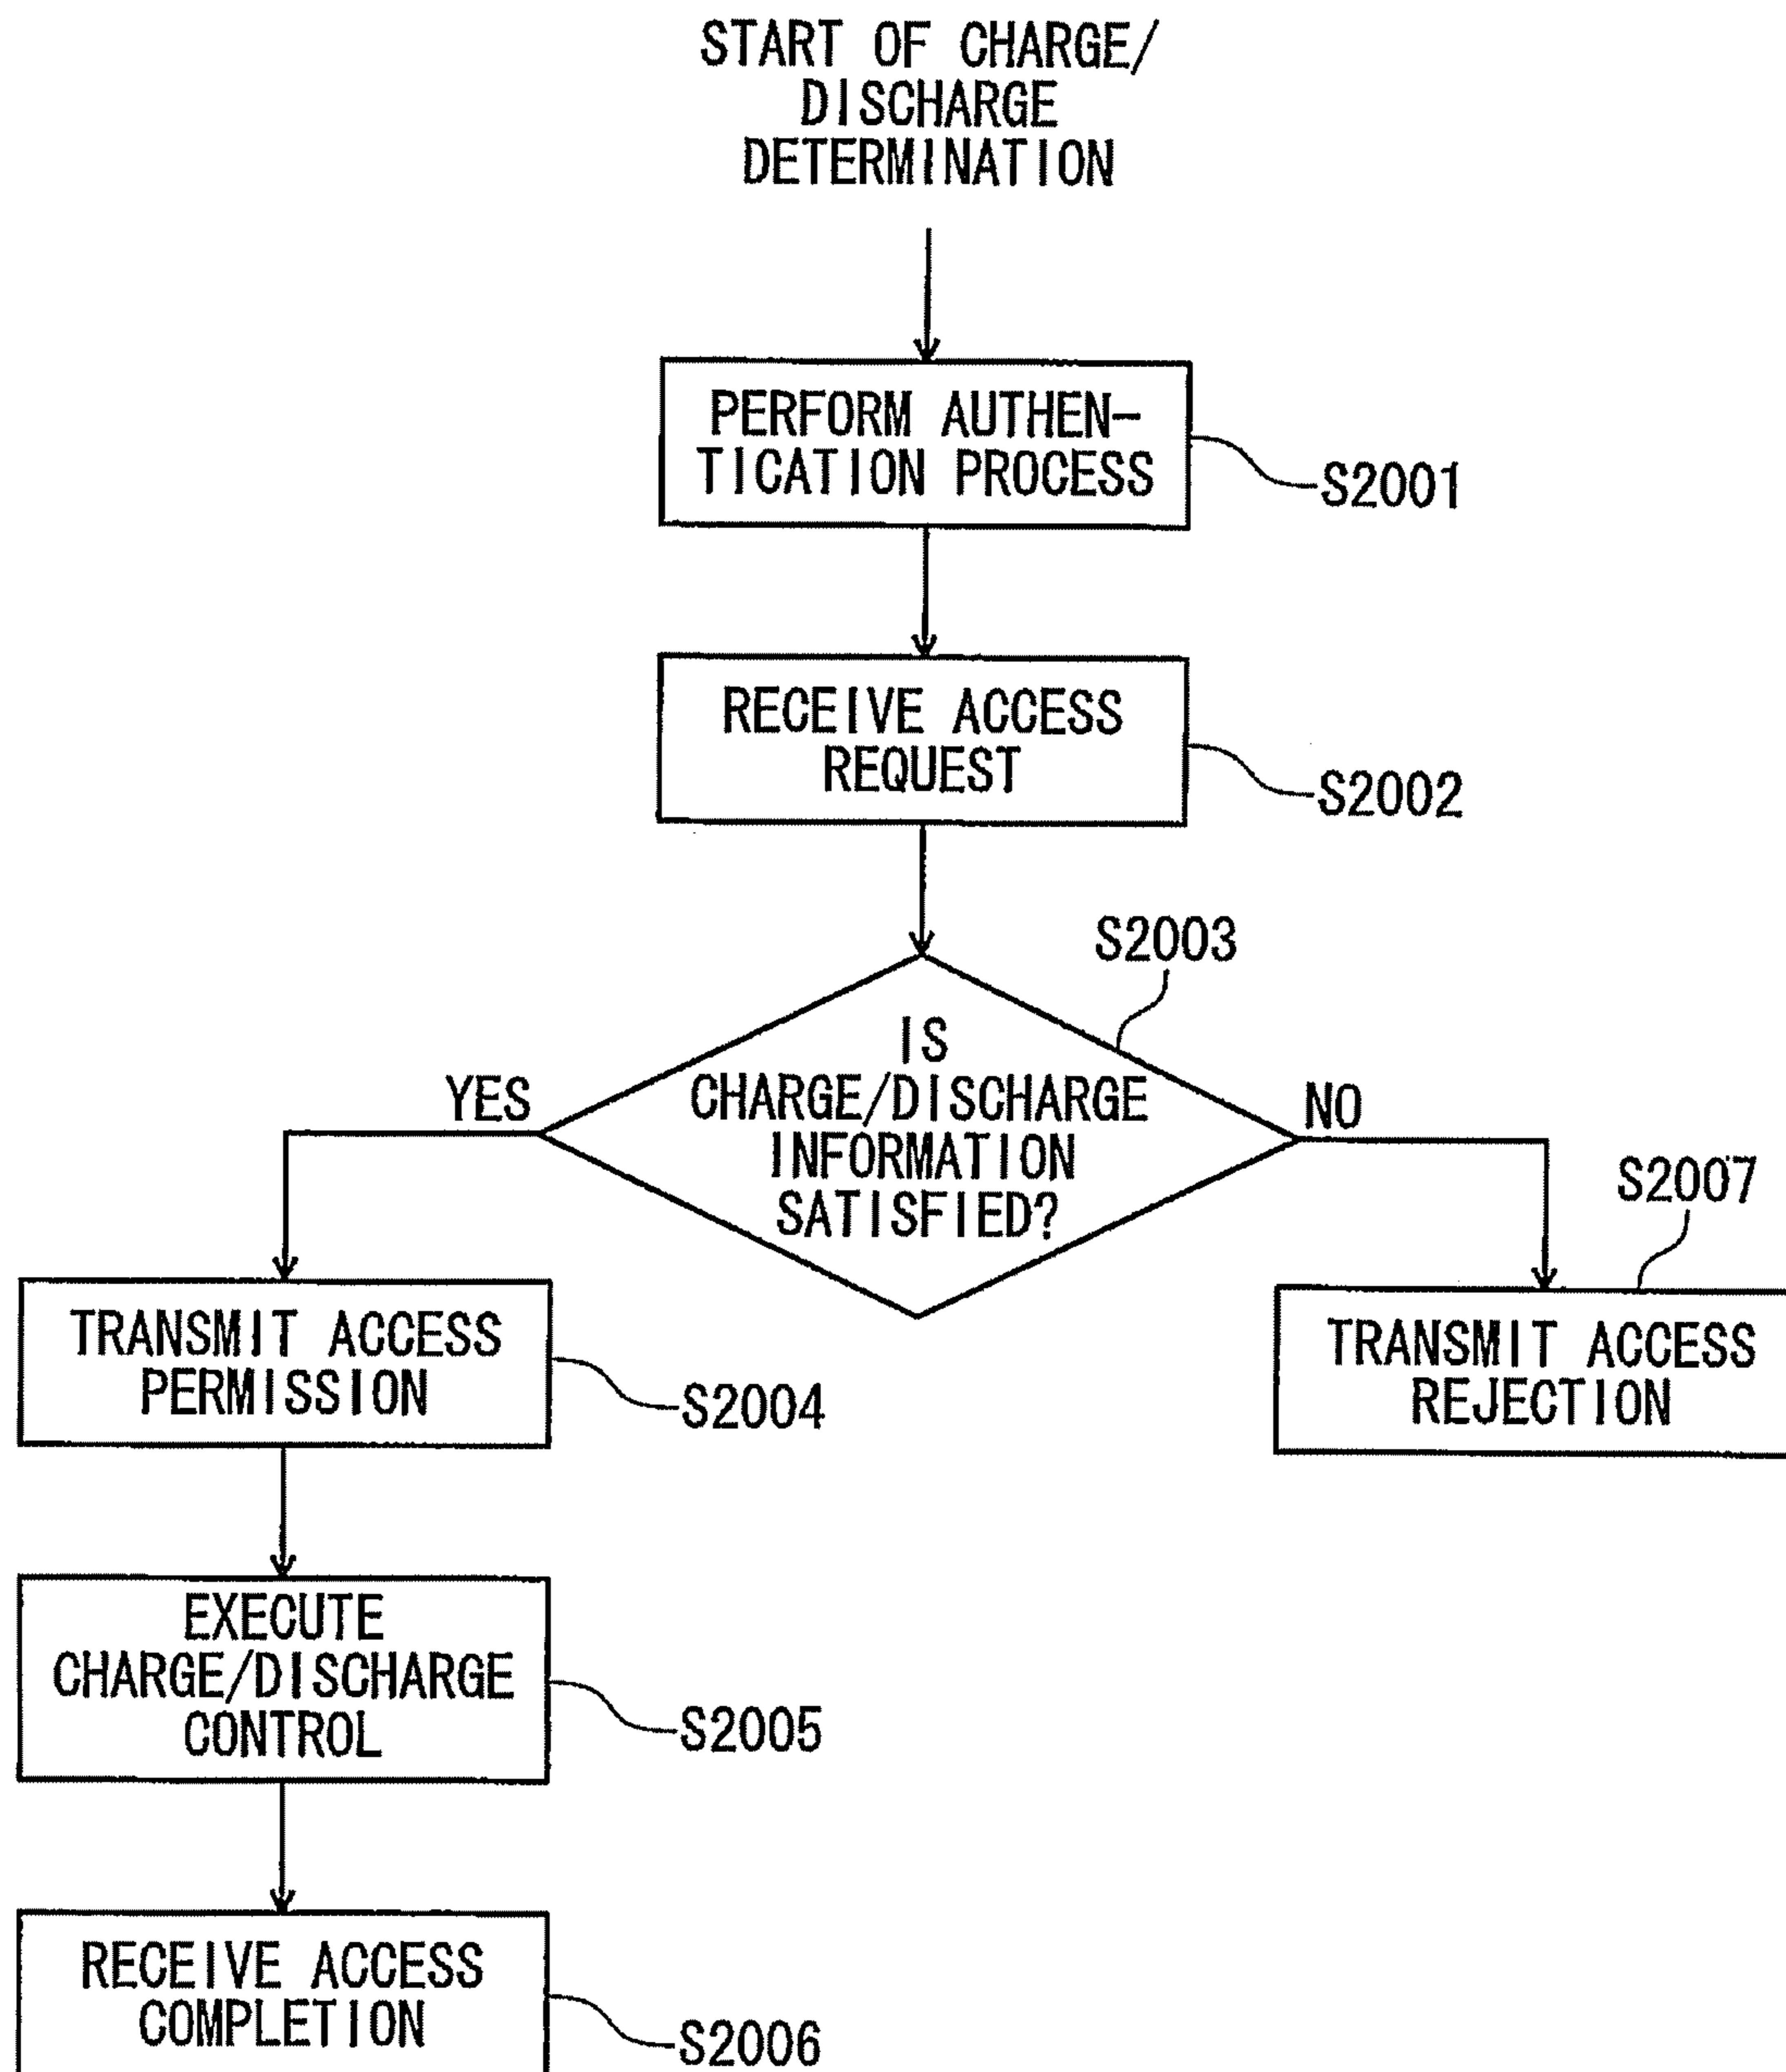 START OF CHARGE/
DISCHARGE
DETERMINATION
PERFORM AUTHEN-
TICATION PROCESS
S2001
RECEIVE ACCESS
REQUEST
S2002
S2003
IS
CHARGE/DISCHARGE
INFORMATION
SATISFIED?
YES
NO
S2007
TRANSMIT ACCESS
PERMISSION
S2004
TRANSMIT ACCESS
REJECTION
EXECUTE
CHARGE/DISCHARGE
CONTROL
S2005
RECEIVE ACCESS
COMPLETION
S2006